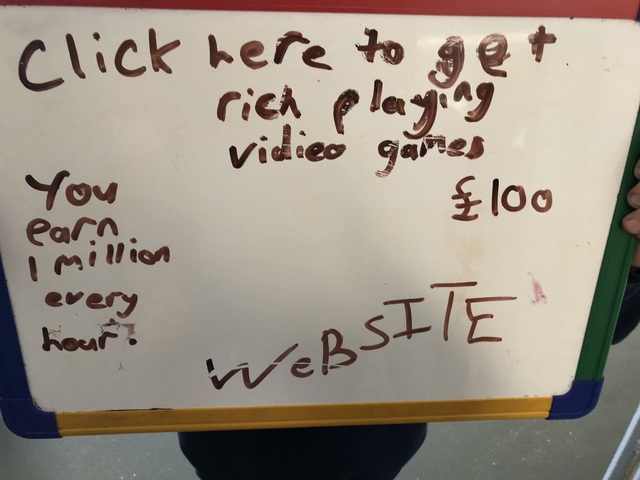 Click here to get
rich playing
vidieo games
£100
You
earn
1 million
every
hour.
WeBSITE